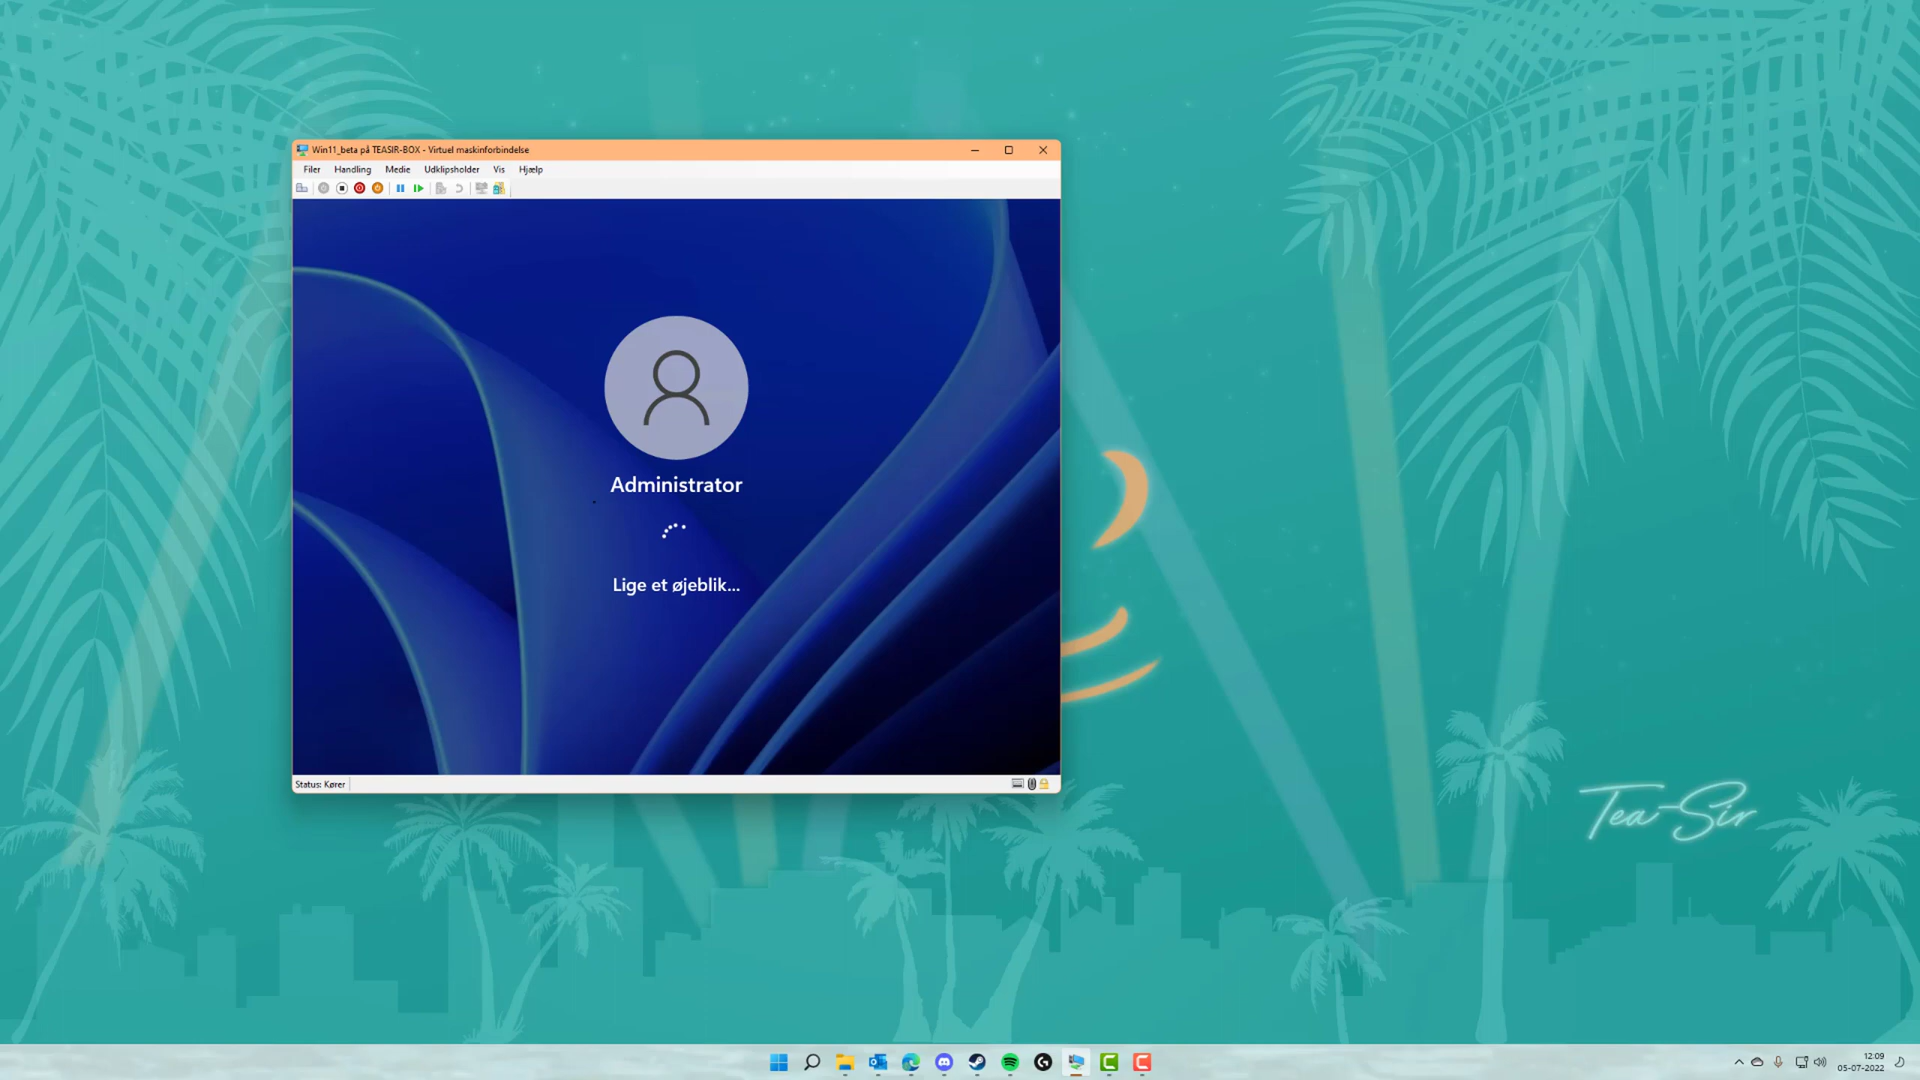 Win11_beta på TEASIR-BOX - Virtuel maskinforbindelse
Filer Handling Medie Udklipsholder Vis Hjælp
Administrator
Lige et øjeblik...
Status: Kører
Tea-Sir
12:09
05-07-2022